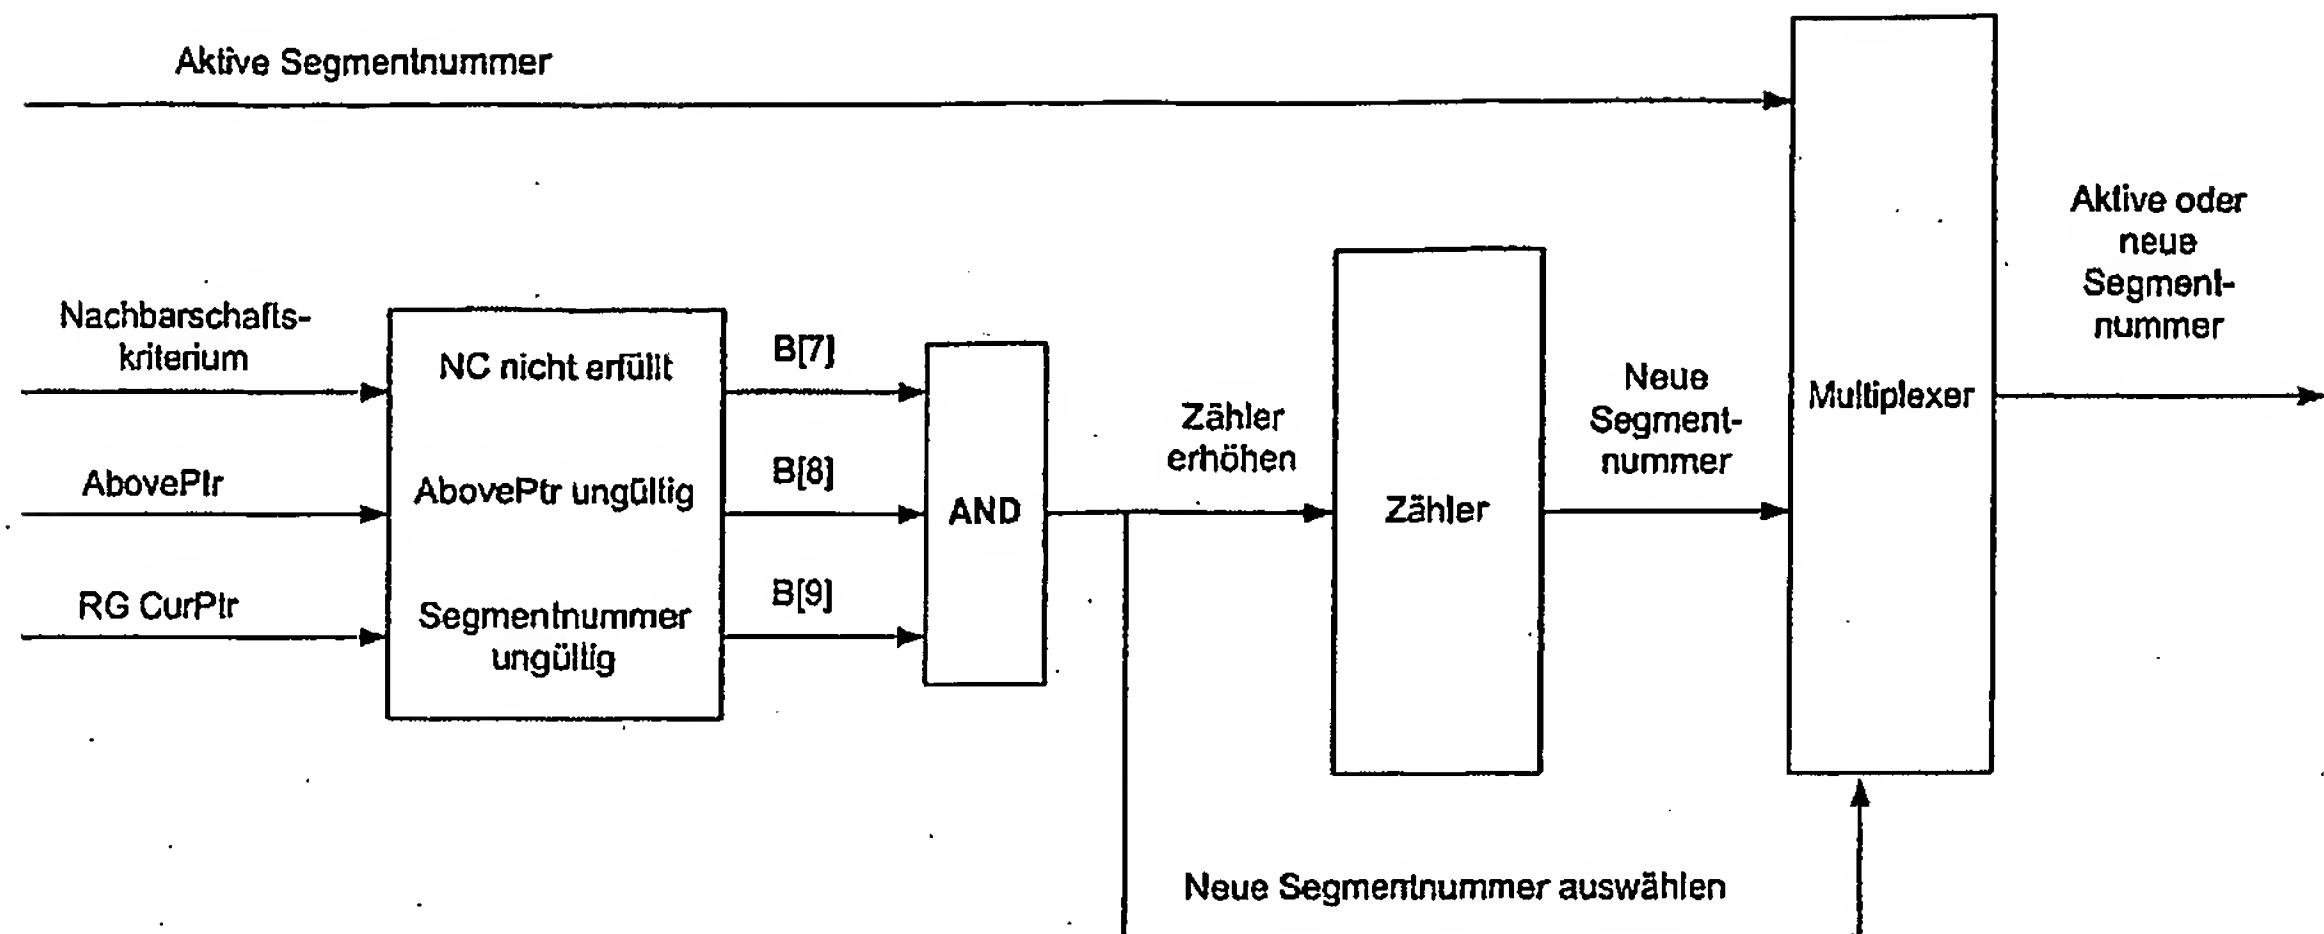 Aktive Segmentnummer
Nachbarschafts-
kriterium
AbovePtr
RG CurPtr
NC nicht erfüllt
AbovePtr ungültig
Segmentnummer
ungültig
B[7]
B[8]
B[9]
AND
Zähler
erhöhen
Zähler
Neue
Segment-
nummer
Multiplexer
Aktive oder
neue
Segment-
nummer
Neue Segmentnummer auswählen